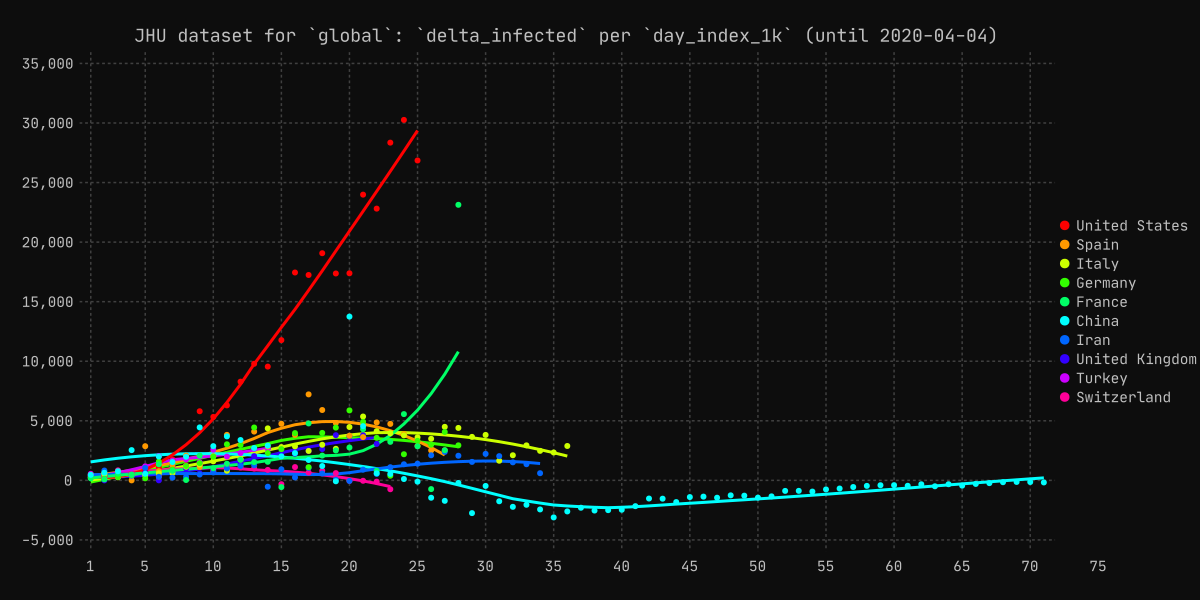 JHU dataset for `global`: `delta_infected` per `day_index_1k` (until 2020-04-04)
35,000
30,000
25,000
20,000
15,000
10,000
5,000
0
-5,000
1 5 10 15 20 25 30 35 40 45 50 55 60 65 70 75
United States
Spain
Italy
Germany
France
China
Iran
United Kingdom
Turkey
Switzerland